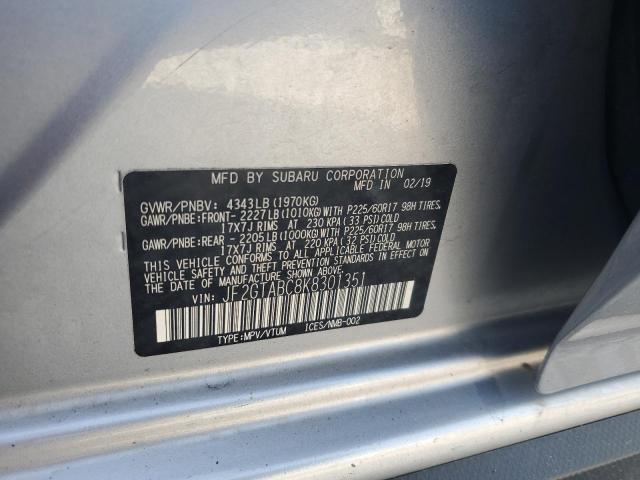 MFD BY SUBARU CORPORATION
MFD IN 02/19
GVWR/PNBV: 4343LB (1970KG)
GAWR/PNBE:FRONT- 2227LB (1010KG) WITH P225/60R17 98H TIRES,
17X7J RIMS AT 230 KPA (33 PSI) COLD
GAWR/PNBE:REAR - 2205LB (1000KG) WITH P225/60R17 98H TIRES,
17X7J RIMS AT 220 KPA (32 PSI) COLD
THIS VEHICLE CONFORMS TO ALL APPLICABLE FEDERAL MOTOR
VEHICLE SAFETY AND BUMPER STANDARDS IN EFFECT ON THE
DATE OF MANUFACTURE SHOWN ABOVE.
VIN: JF2GTABC8K8301351
TYPE:MPV/VTUM ICES/NMB-002